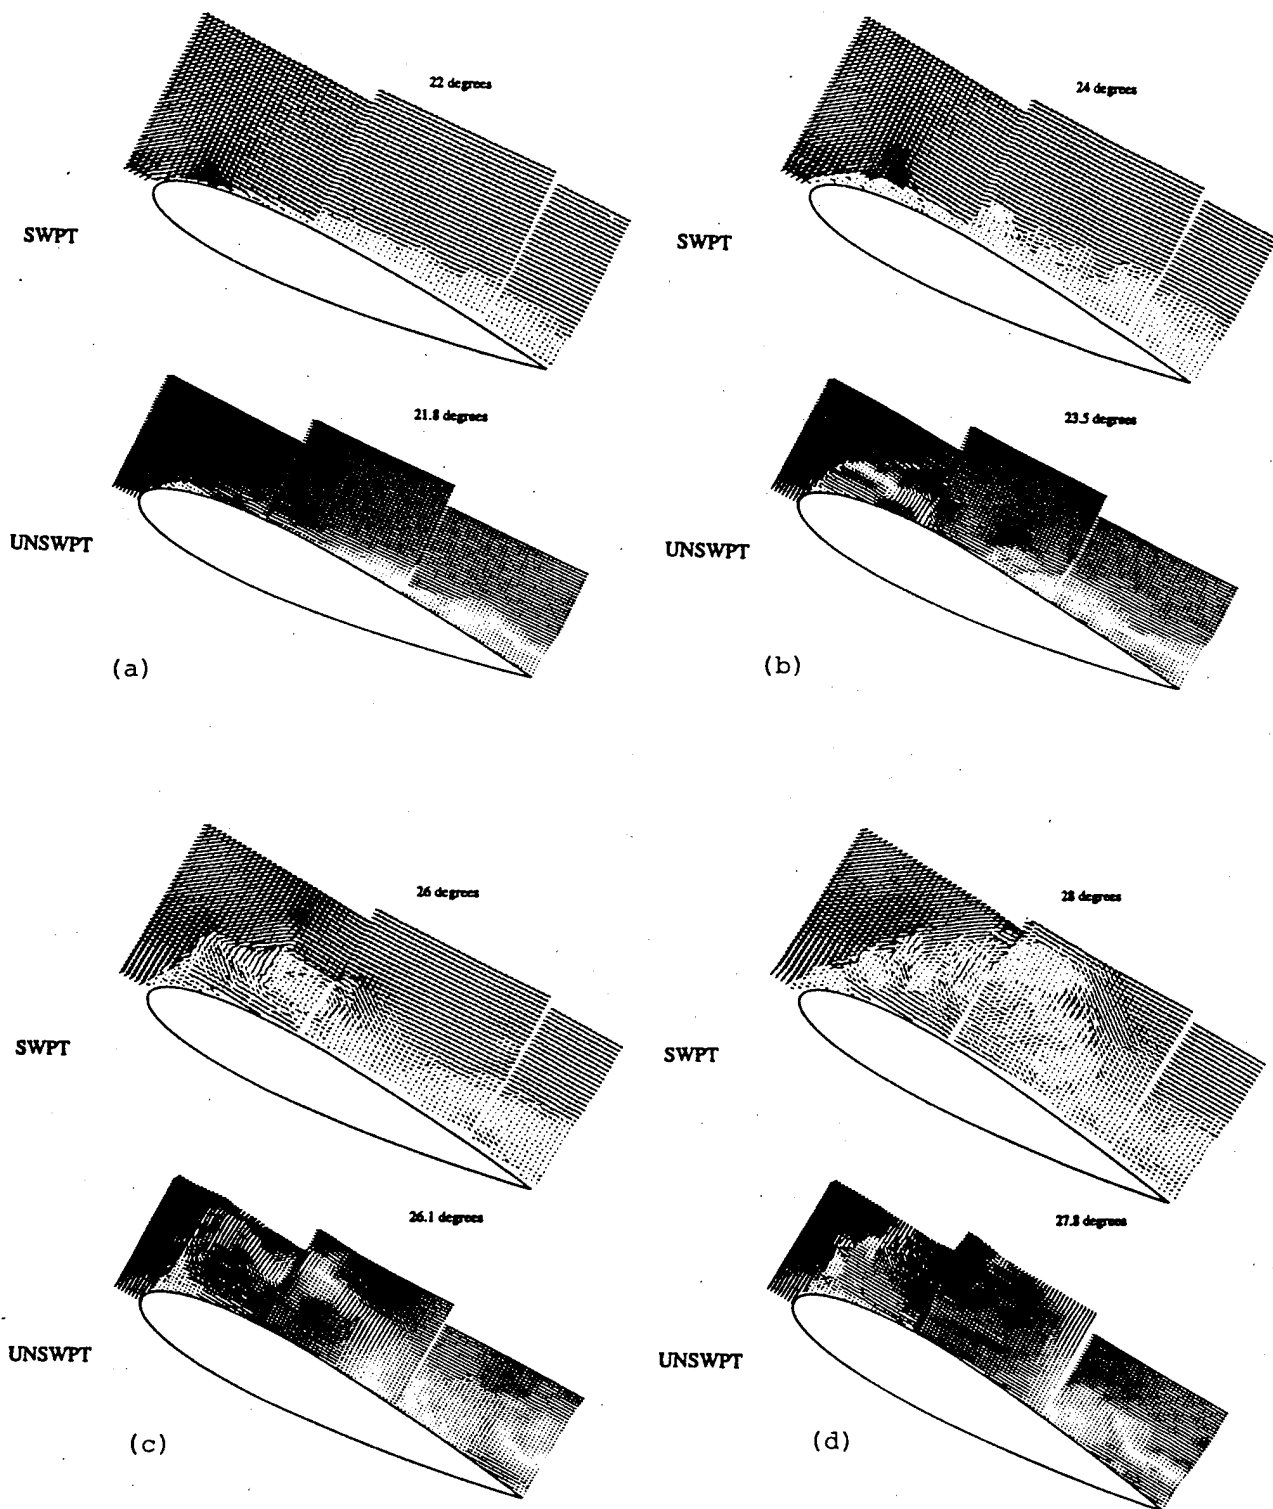 22 degrees
SWPT
21.8 degrees
UNSWPT
(a)
24 degrees
SWPT
23.5 degrees
UNSWPT
(b)
26 degrees
SWPT
26.1 degrees
UNSWPT
(c)
28 degrees
SWPT
27.8 degrees
UNSWPT
(d)